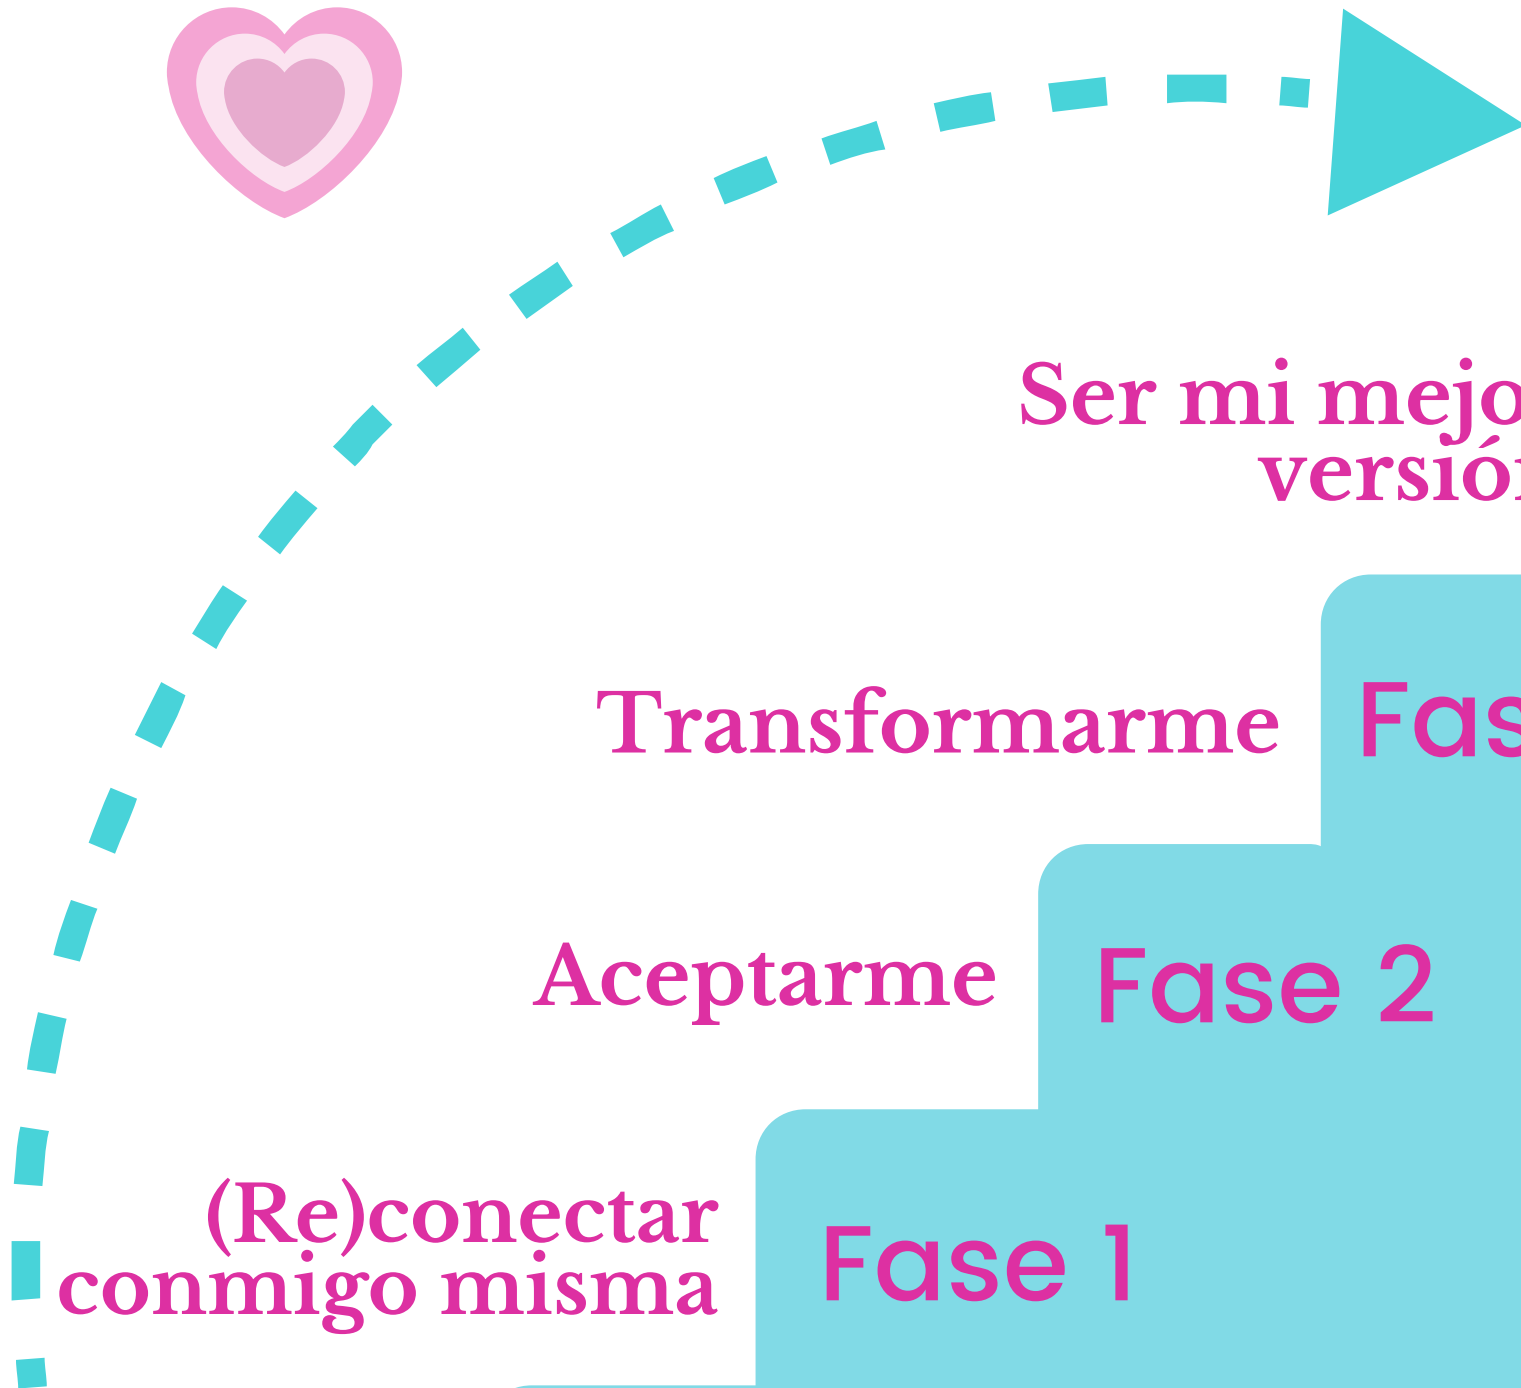 Ser mi mejo
versió
Transformarme
Fas
Aceptarme
Fase 2
(Re)conectar
conmigo misma
Fase 1